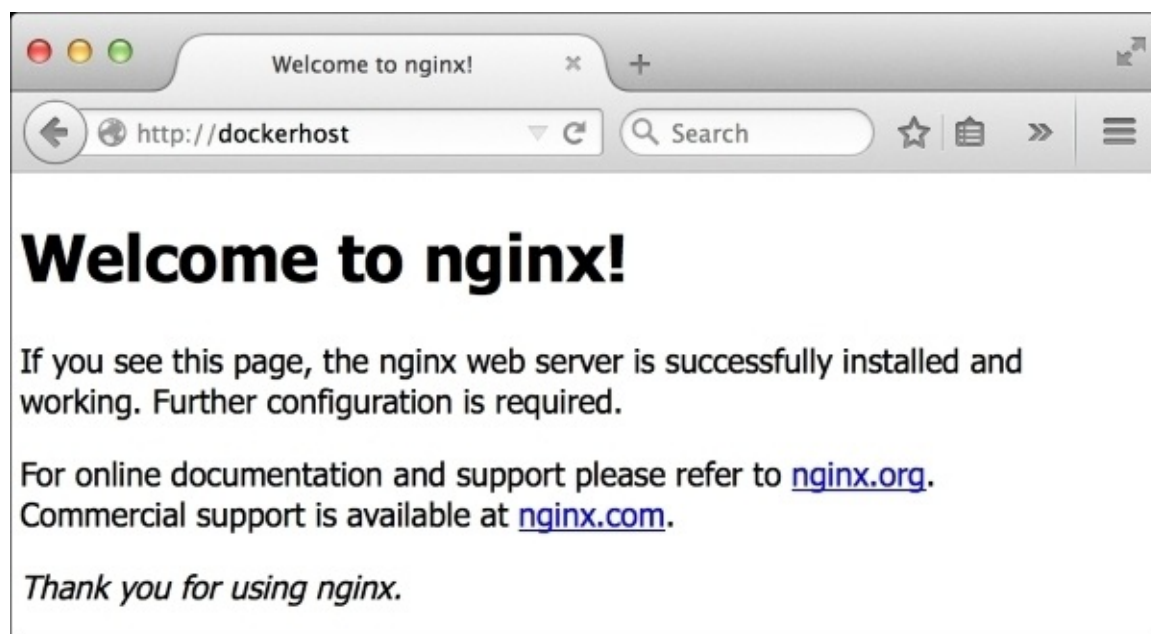 Welcome to nginx!
http://dockerhost
Search
Welcome to nginx!
If you see this page, the nginx web server is successfully installed and
working. Further configuration is required.
For online documentation and support please refer to nginx.org.
Commercial support is available at nginx.com.
Thank you for using nginx.